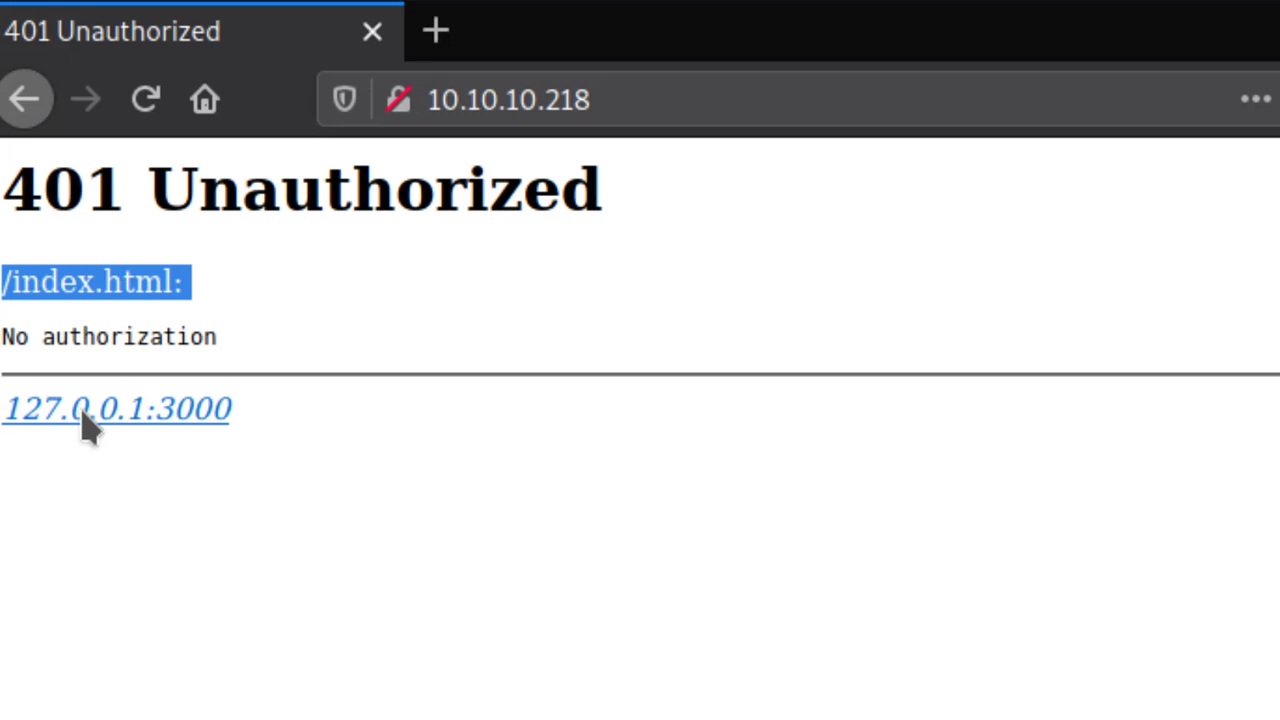 401 Unauthorized
10.10.10.218
401 Unauthorized
/index.html:
No authorization
127.0.0.1:3000